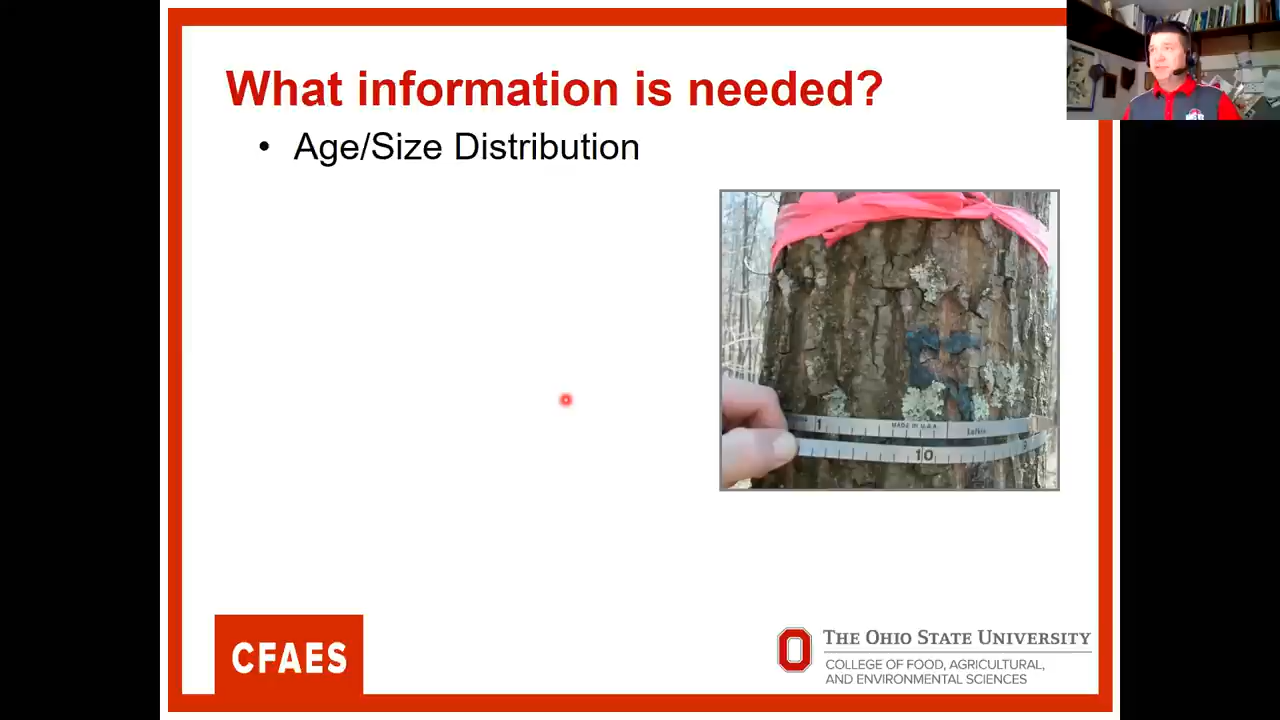 What information is needed?
• Age/Size Distribution
1 MADE IN U.S.A. Lufkin
10 9
CFAES
THE OHIO STATE UNIVERSITY
COLLEGE OF FOOD, AGRICULTURAL,
AND ENVIRONMENTAL SCIENCES